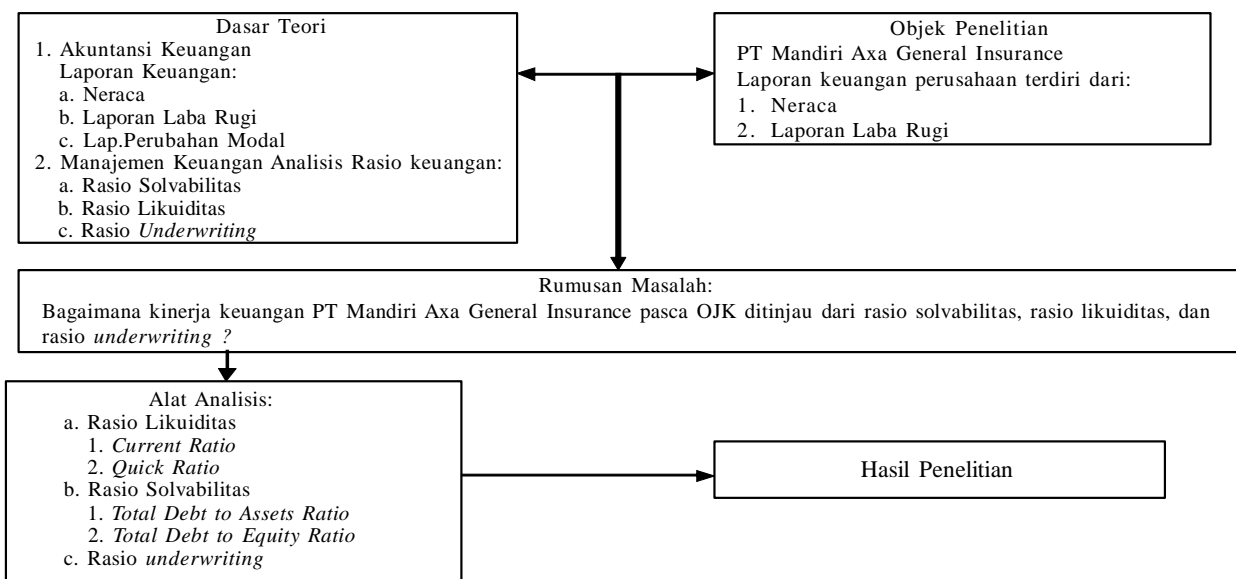 Dasar Teori
1. Akuntansi Keuangan
Laporan Keuangan:
a. Neraca
b. Laporan Laba Rugi
c. Lap.Perubahan Modal
2. Manajemen Keuangan Analisis Rasio keuangan:
a. Rasio Solvabilitas
b. Rasio Likuiditas
c. Rasio Underwriting
Objek Penelitian
PT Mandiri Axa General Insurance
Laporan keuangan perusahaan terdiri dari:
1. Neraca
2. Laporan Laba Rugi
Rumusan Masalah:
Bagaimana kinerja keuangan PT Mandiri Axa General Insurance pasca OJK ditinjau dari rasio solvabilitas, rasio likuiditas, dan
rasio underwriting ?
Alat Analisis:
a. Rasio Likuiditas
1. Current Ratio
2. Quick Ratio
b. Rasio Solvabilitas
1. Total Debt to Assets Ratio
2. Total Debt to Equity Ratio
c. Rasio underwriting
Hasil Penelitian